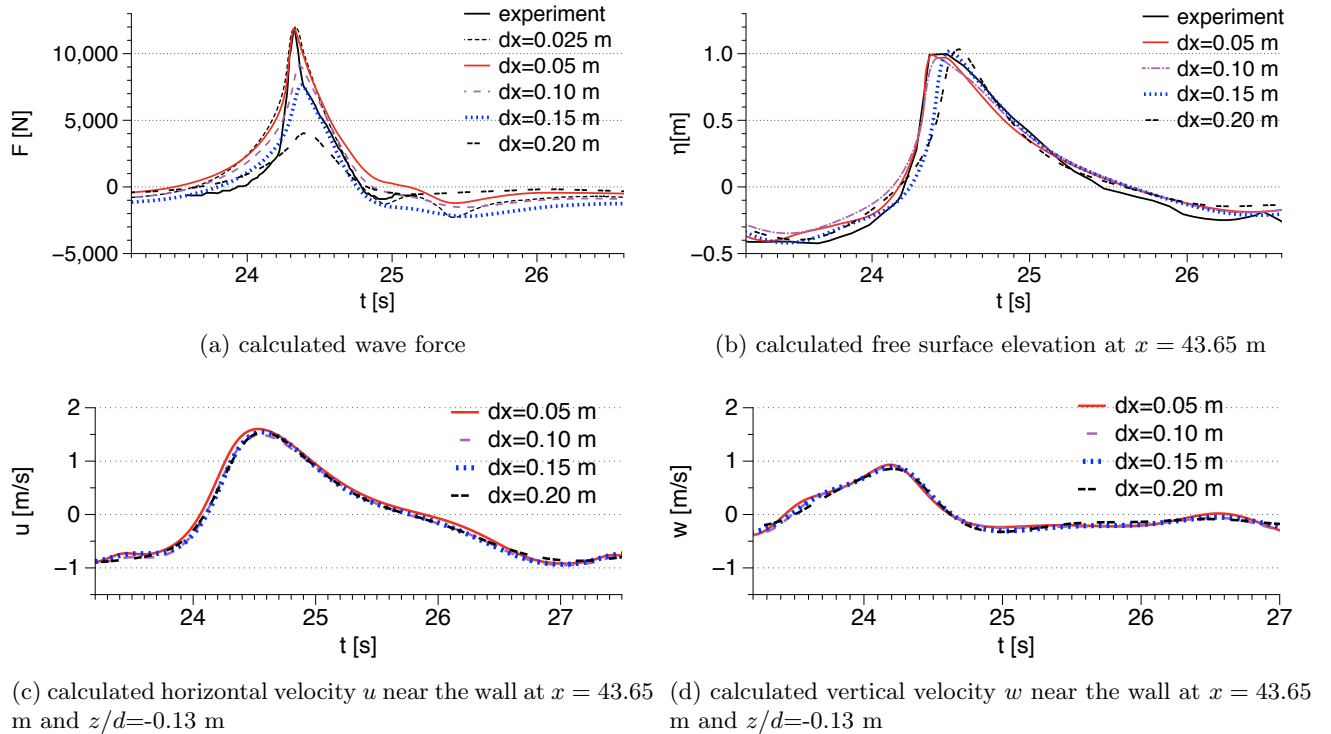 experiment
dx=0.025 m
dx=0.05 m
dx=0.10 m
dx=0.15 m
dx=0.20 m
10,000
5,000
0
−5,000
F [N]
24
25
26
t [s]
(a) calculated wave force
experiment
dx=0.05 m
dx=0.10 m
dx=0.15 m
dx=0.20 m
1.0
0.5
0
−0.5
η[m]
24
25
26
t [s]
(b) calculated free surface elevation at x = 43.65 m
dx=0.05 m
dx=0.10 m
dx=0.15 m
dx=0.20 m
2
1
0
−1
u [m/s]
24
25
26
27
t [s]
(c) calculated horizontal velocity u near the wall at x = 43.65
m and z/d=-0.13 m
dx=0.05 m
dx=0.10 m
dx=0.15 m
dx=0.20 m
2
1
0
−1
w [m/s]
24
25
26
27
t [s]
(d) calculated vertical velocity w near the wall at x = 43.65
m and z/d=-0.13 m